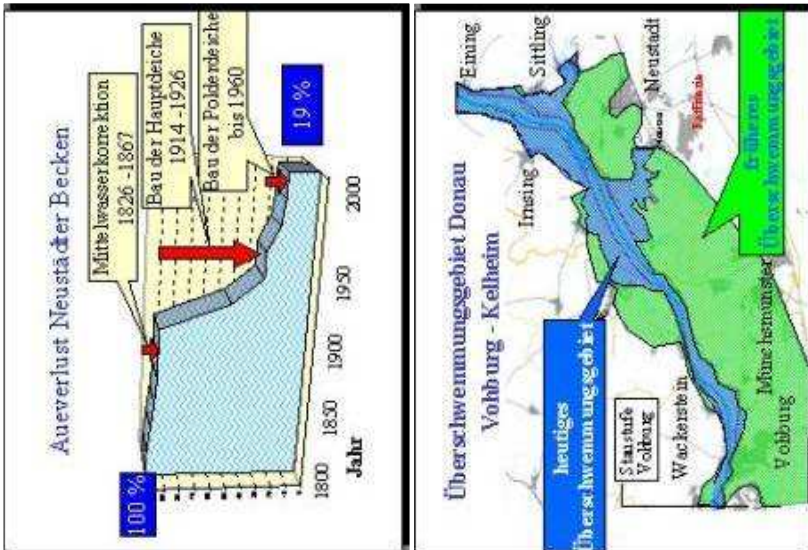 Aueverlust Neustädter Becken
Mittelwasserkorrektion
1826 -1867
Bau der Hauptdeiche
1914 -1926
Bau der Polderdeiche
bis 1960
100 %
19 %
1800
1850
1900
1950
2000
Jahr
Überschwemmungsgebiet Donau
Vohburg - Kelheim
heutiges
Überschwemmungsgebiet
früheres
Überschwemmungsgebiet
Staustufe
Vohburg
Wackerstein
Vohburg
Münchsmünster
Irnsing
Eining
Sittling
Neustadt